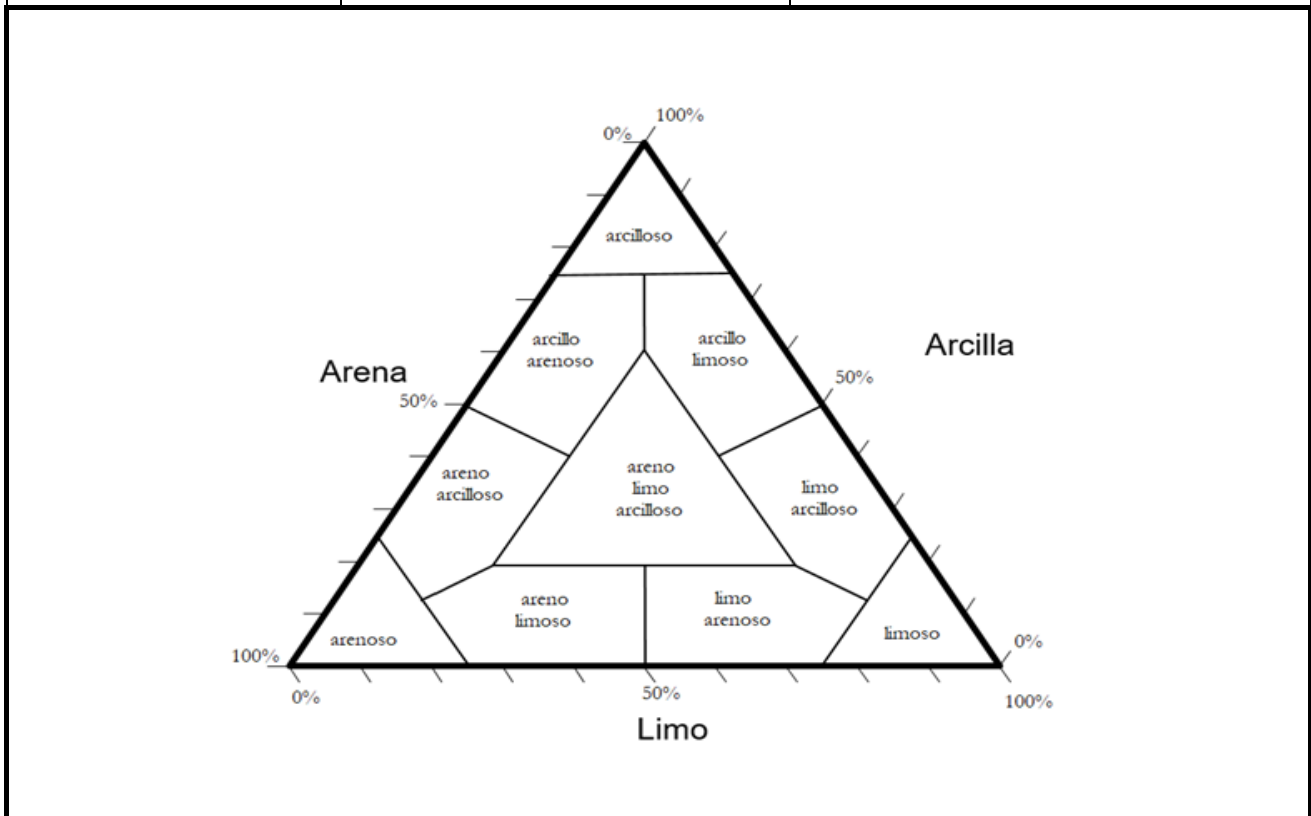 100%
0%
arcilloso
arcillo
arenoso
arcillo
limoso
Arcilla
Arena
50%
50%
areno
arcilloso
areno
limo
arcilloso
limo
arcilloso
areno
limoso
limo
arenoso
arenoso
limoso
0%
100%
0%
50%
100%
Limo